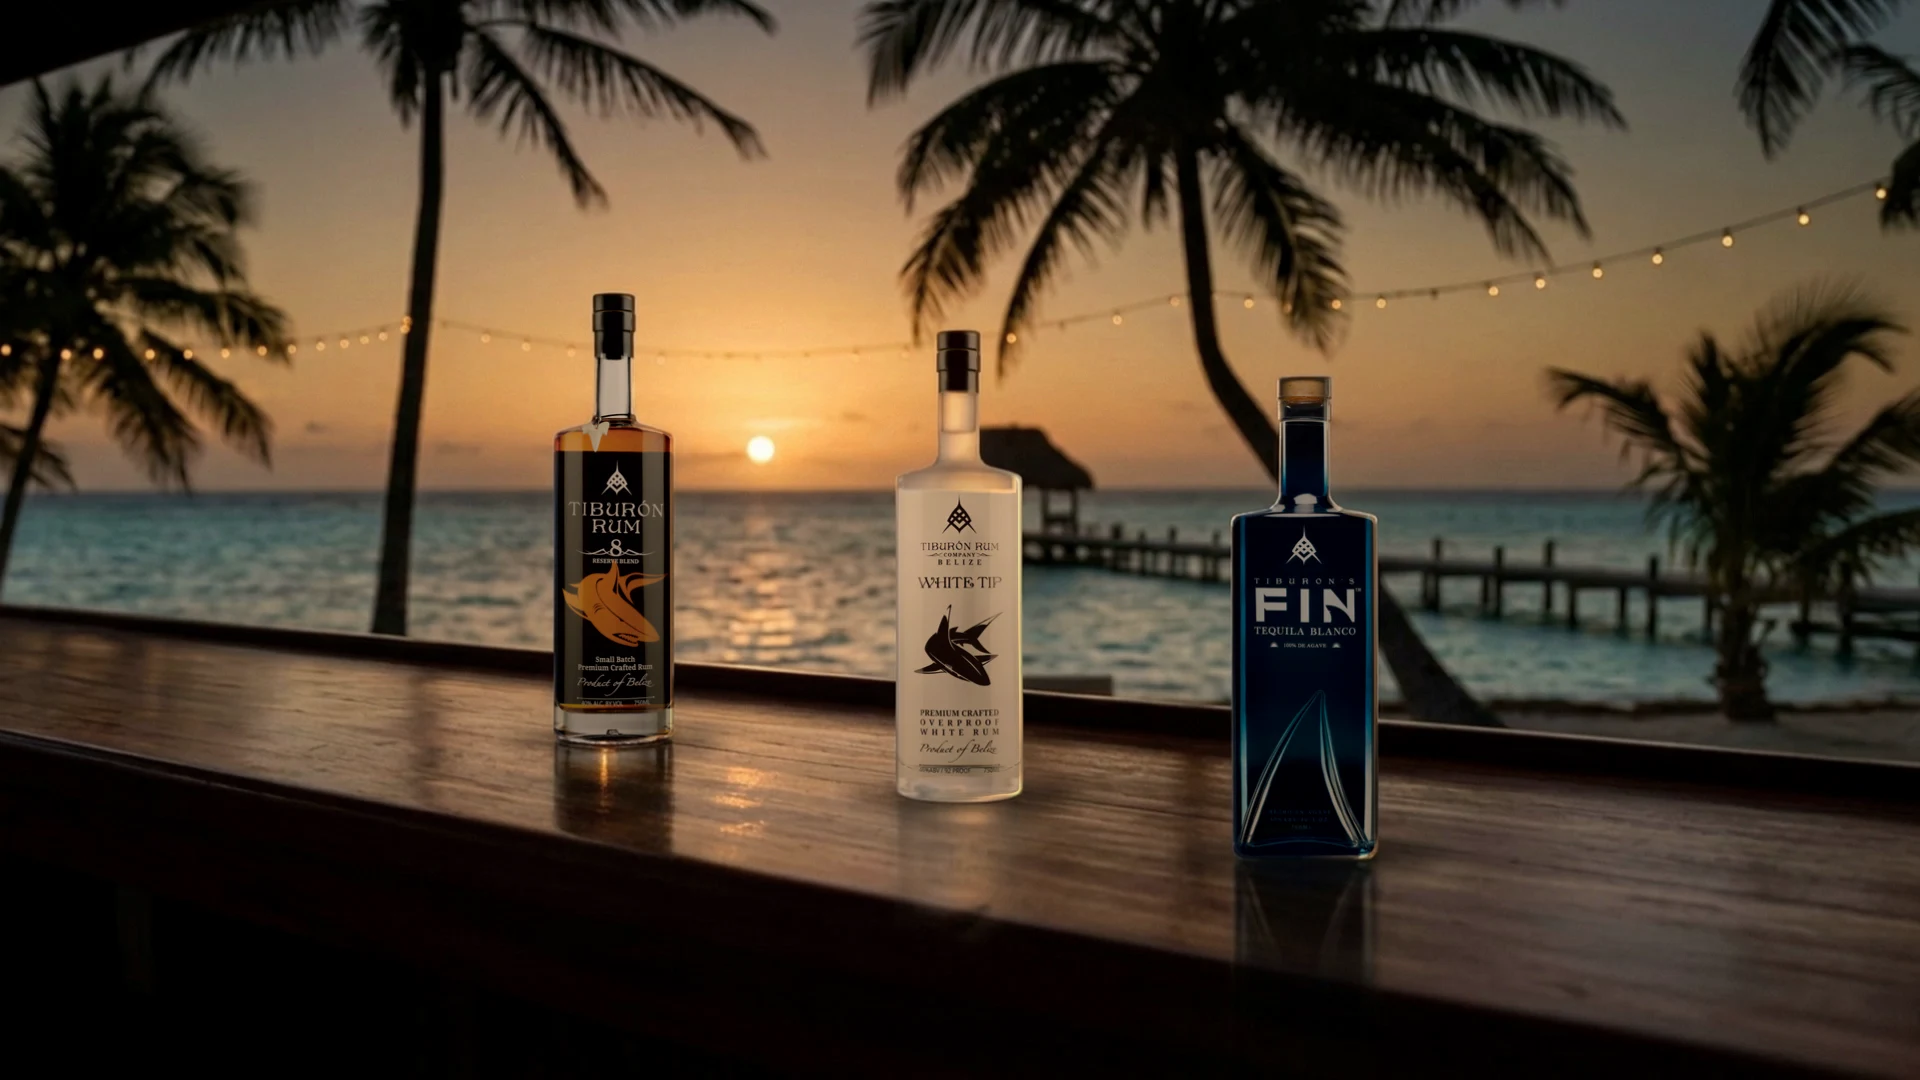 TIBURÓN
RUM
8
RESERVE BLEND
Small Batch
Premium Crafted Rum
Product of Belize
TIBURÓN RUM
COMPANY
BELIZE
WHITE TIP
PREMIUM CRAFTED
OVERPROOF
WHITE RUM
Product of Belize
TIBURON'S
FIN
TEQUILA BLANCO
100% DE AGAVE